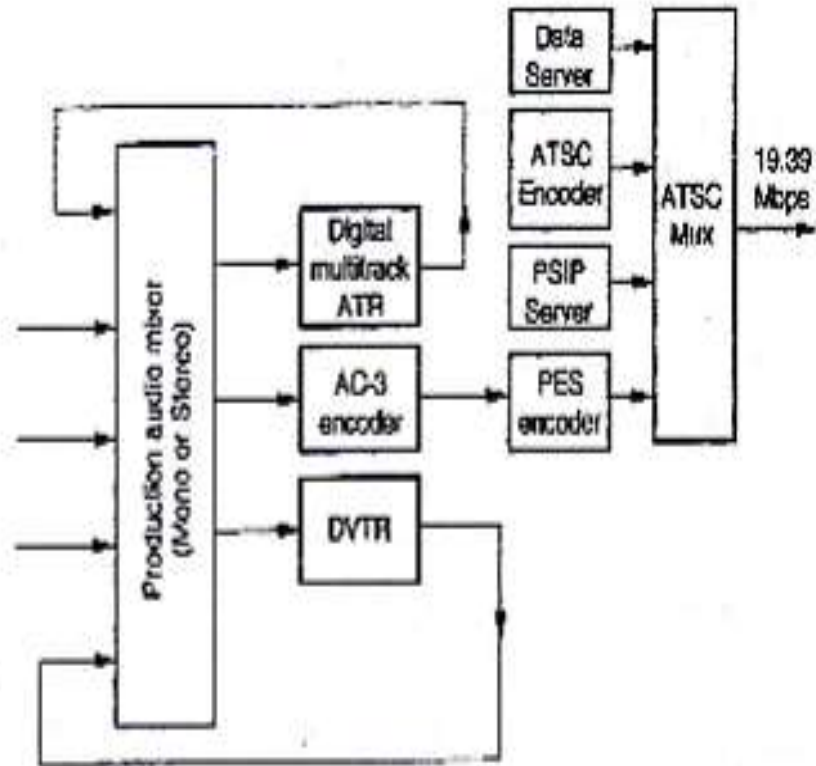 Data
Server
ATSC
Encoder
PSIP
Server
PES
encoder
ATSC
Mux
19.39
Mbps
Digital
multitrack
ATR
AC-3
encoder
DVTR
Production audio mixer
(Mono or Stereo)